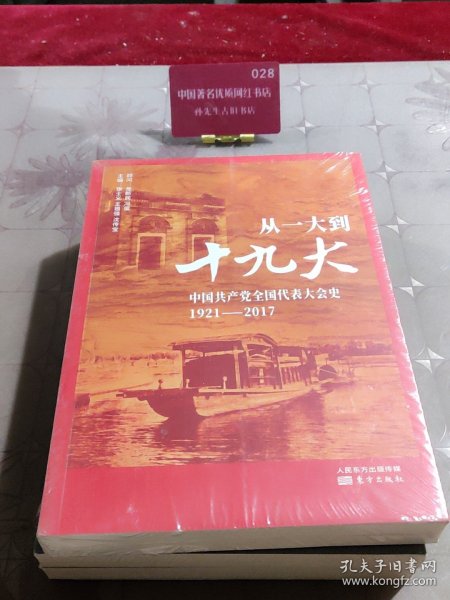 028
中国著名优质网红书店
孙先生古旧书店
从一大到
十九大
中国共产党全国代表大会史
1921——2017
人民东方出版传媒
东方出版社
孔夫子旧书网
www.kongfz.com